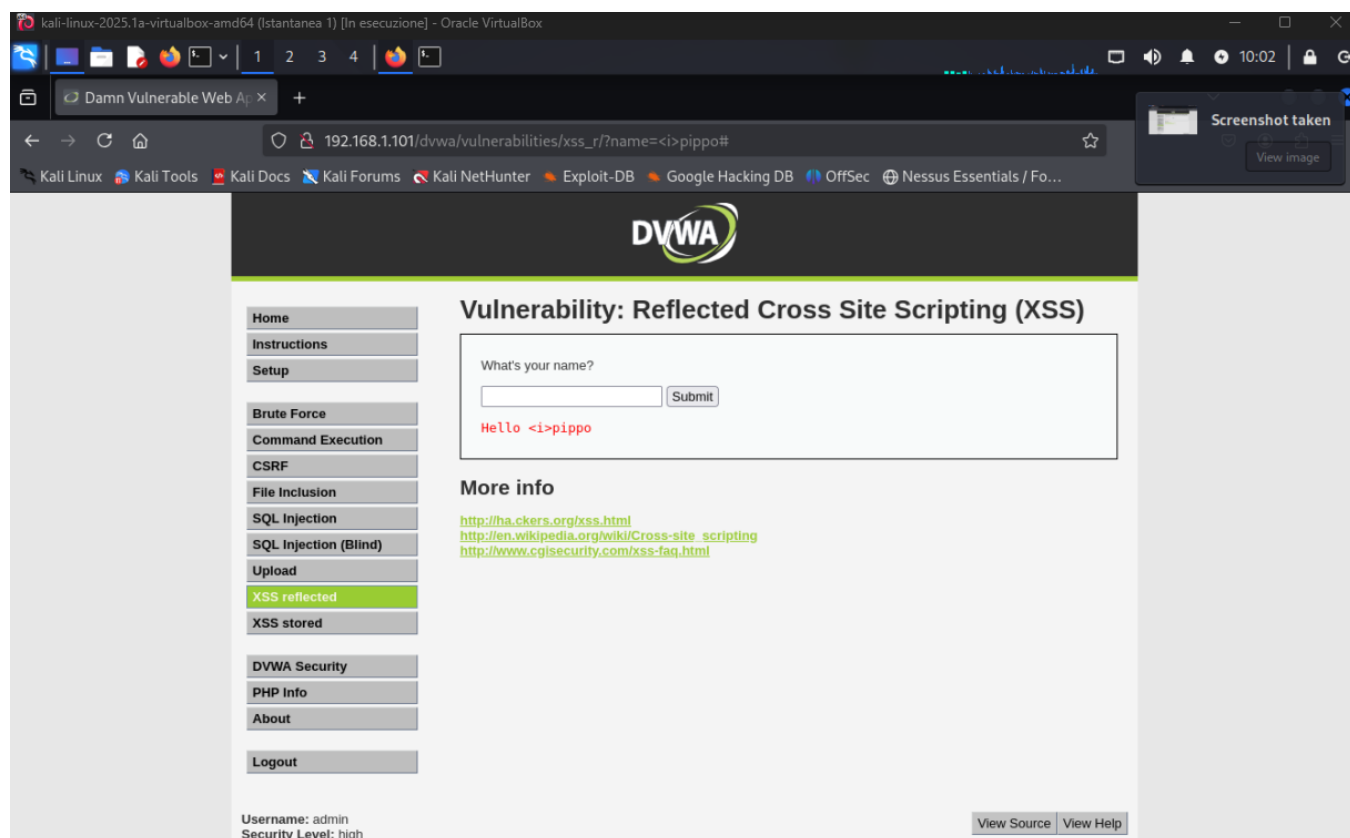 kali-linux-2025.1a-virtualbox-amd64 (Istantanea 1) [In esecuzione] - Oracle VirtualBox
1 2 3 4 10:02
Damn Vulnerable Web Ap
Screenshot taken
192.168.1.101/dvwa/vulnerabilities/xss_r/?name=<i>pippo#
View image
Kali Linux Kali Tools Kali Docs Kali Forums Kali NetHunter Exploit-DB Google Hacking DB OffSec Nessus Essentials / Fo…
DVWA
Home
Instructions
Setup
Brute Force
Command Execution
CSRF
File Inclusion
SQL Injection
SQL Injection (Blind)
Upload
XSS reflected
XSS stored
DVWA Security
PHP Info
About
Logout
Vulnerability: Reflected Cross Site Scripting (XSS)
What's your name?
Submit
Hello <i>pippo
More info
http://ha.ckers.org/xss.html
http://en.wikipedia.org/wiki/Cross-site_scripting
http://www.cgisecurity.com/xss-faq.html
Username: admin
Security Level: high
View Source View Help